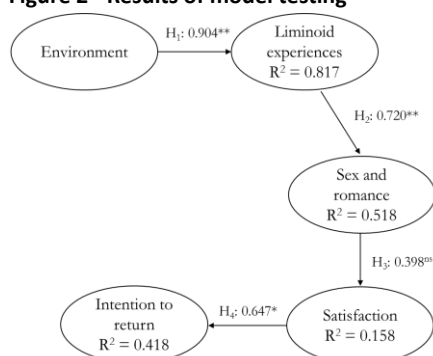 Figure 2 - Results of model testing
Environment
H₁: 0.904**
Liminoid
experiences
R² = 0.817
H₂: 0.720**
Sex and
romance
R² = 0.518
H₃: 0.398ⁿˢ
Intention to
return
R² = 0.418
H₄: 0.647*
Satisfaction
R² = 0.158